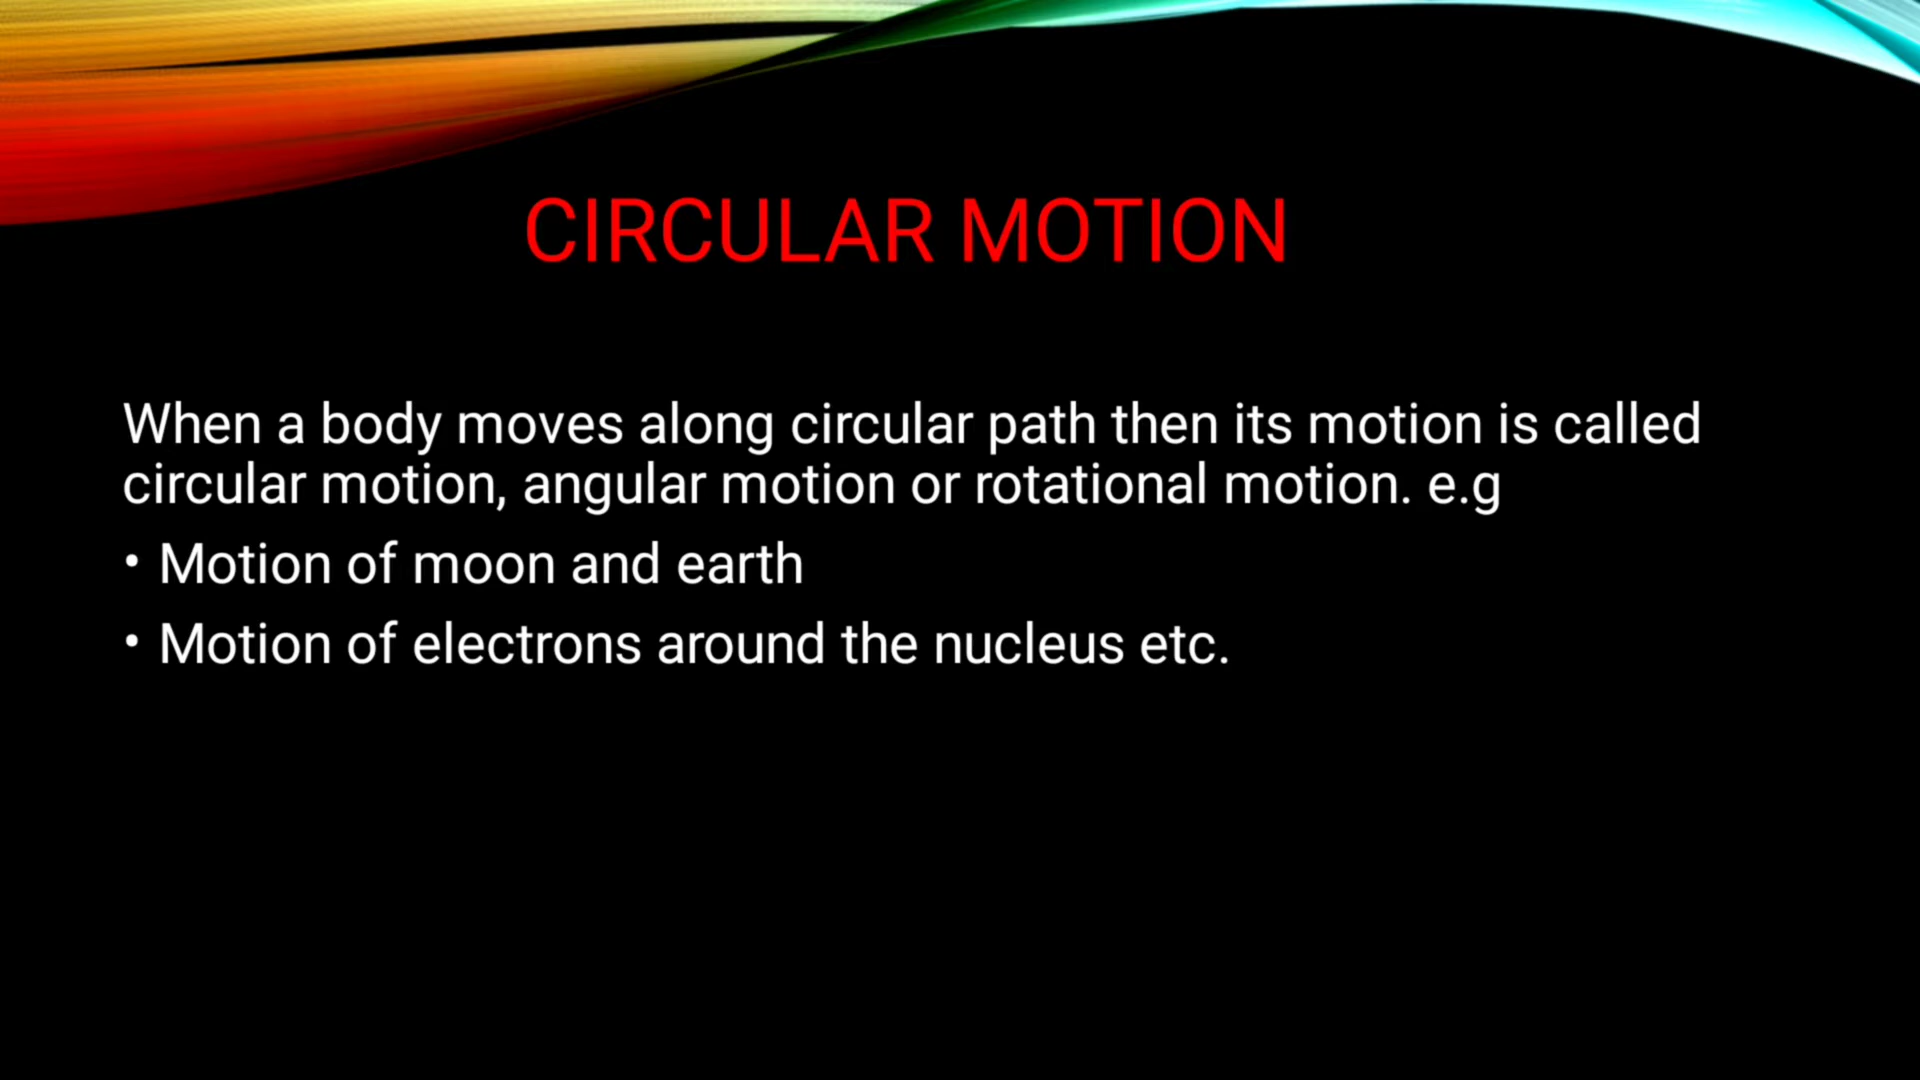 CIRCULAR MOTION
When a body moves along circular path then its motion is called
circular motion, angular motion or rotational motion. e.g
• Motion of moon and earth
• Motion of electrons around the nucleus etc.